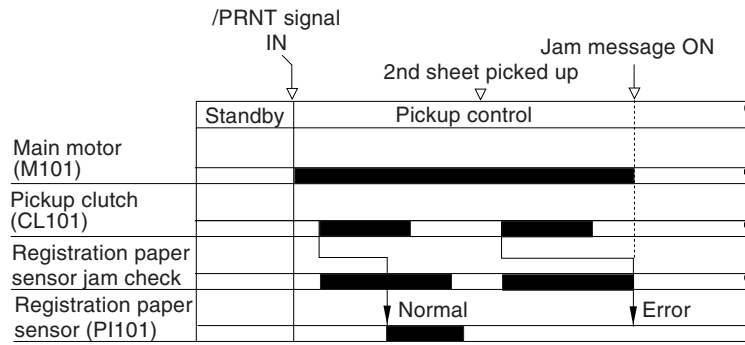 /PRNT signal
IN
Jam message ON
2nd sheet picked up
Standby
Pickup control
Main motor
(M101)
Pickup clutch
(CL101)
Registration paper
sensor jam check
Registration paper
sensor (PI101)
Normal
Error